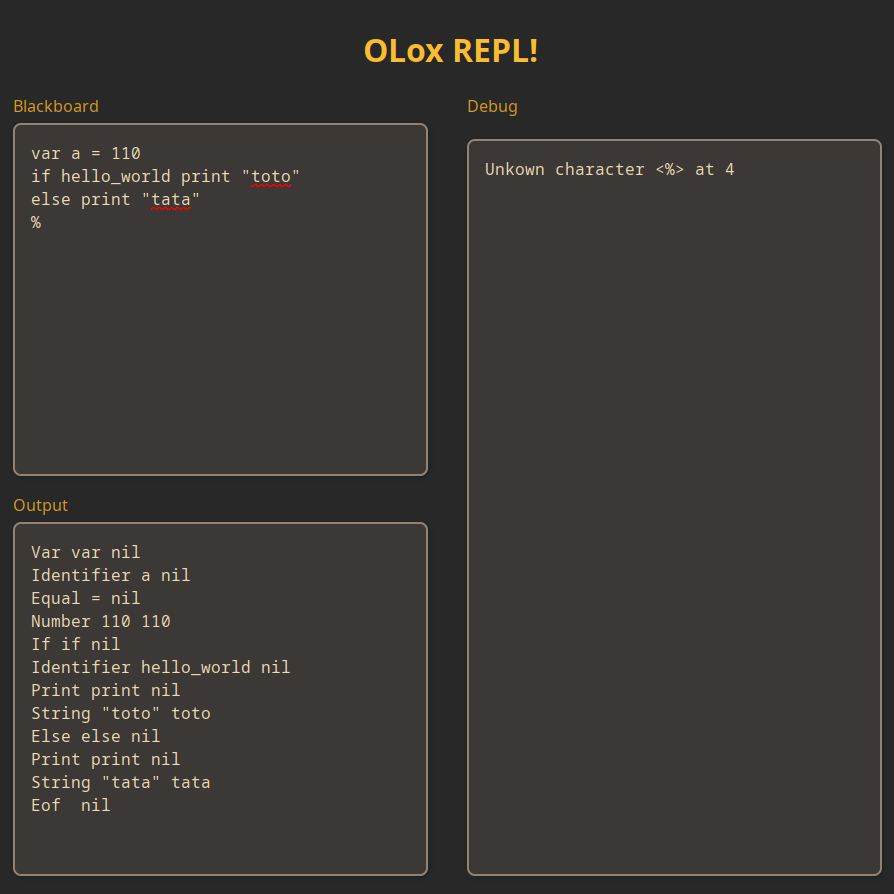 OLox REPL!
Blackboard
var a = 110
if hello_world print "toto"
else print "tata"
%
Output
Var var nil
Identifier a nil
Equal = nil
Number 110 110
If if nil
Identifier hello_world nil
Print print nil
String "toto" toto
Else else nil
Print print nil
String "tata" tata
Eof  nil
Debug
Unkown character <%> at 4